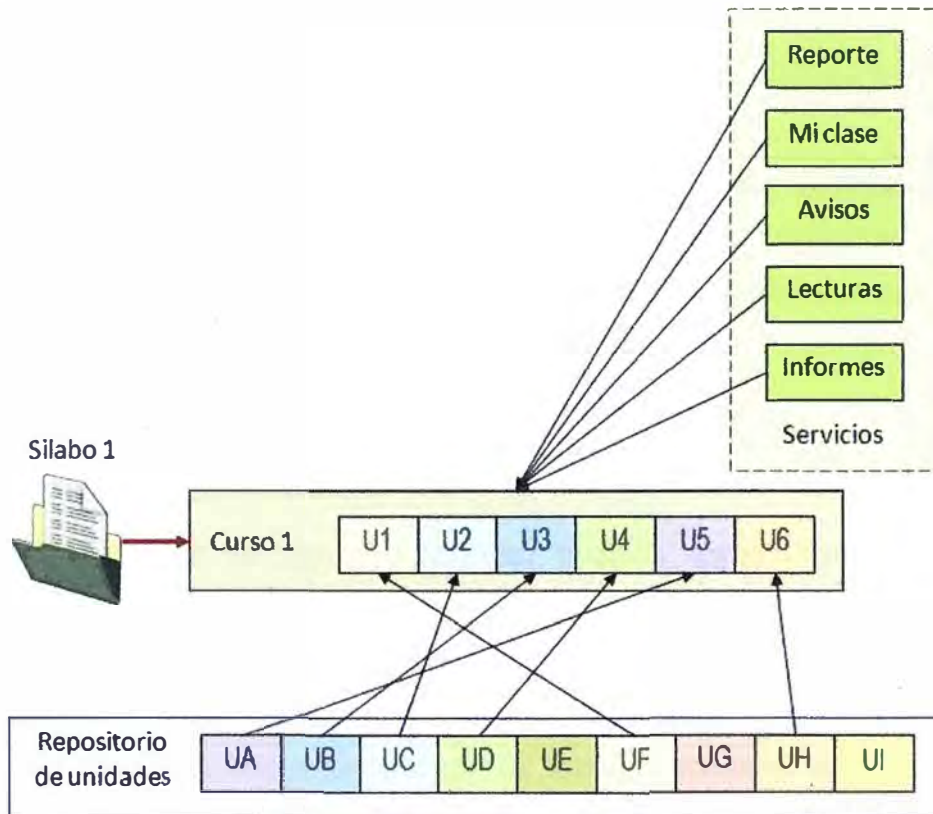 Reporte
Mi clase
Avisos
Lecturas
Informes
Servicios
Silabo 1
Curso 1
U1
U2
U3
U4
U5
U6
Repositorio
de unidades
UA
UB
UC
UD
UE
UF
UG
UH
UI